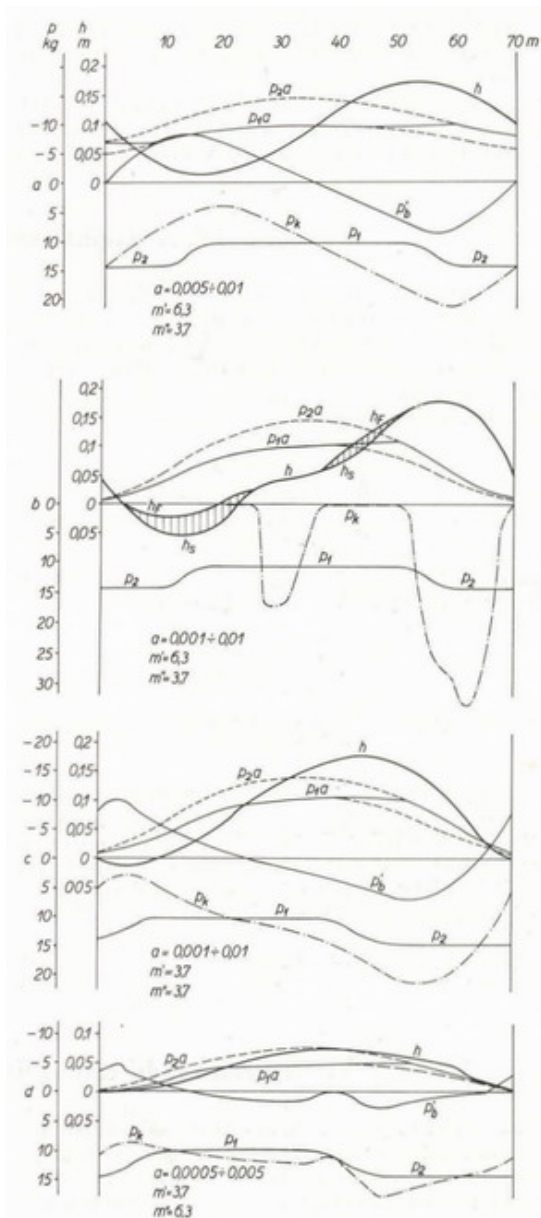 p h
kg m
10 20 30 40 50 60 70 m
0,2
0,15
-10 0,1
-5 0,05
a 0 0
5
10
15
20
p₂a
p₁a
h
p'b
pk
p₂ p₁ p₂
a = 0,005÷0,01
m' = 6,3
m" = 3,7
0,2
0,15
0,1
0,05
b 0 0
5 0,05
10
15
20
25
30
p₂a
p₁a
hF
h
hS
hF
hS
pk
p₂ p₁ p₂
a = 0,001÷0,01
m' = 6,3
m" = 3,7
-20 0,2
-15 0,15
-10 0,1
-5 0,05
c 0 0
5 005
10
15
20
h
p₂a
p₁a
p'b
pk p₁ p₂
a = 0,001÷0,01
m' = 3,7
m" = 3,7
-10 0,1
-5 0,05
d 0 0
5 0,05
10
15
p₂a
h
p₁a
p'b
pk p₁ p₂
a = 0,0005÷0,005
m' = 3,7
m" = 6,3